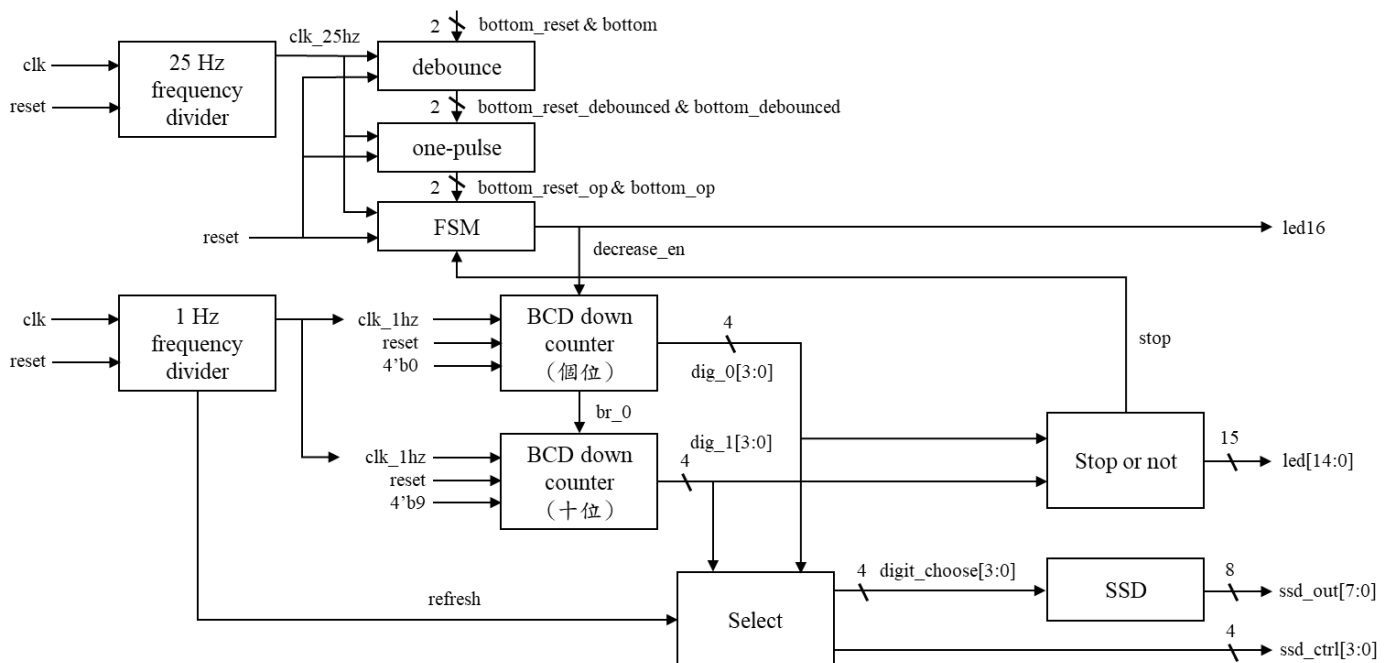 2
bottom_reset & bottom
clk_25hz
clk
reset
25 Hz
frequency
divider
debounce
2
bottom_reset_debounced & bottom_debounced
one-pulse
2
bottom_reset_op & bottom_op
reset
FSM
led16
decrease_en
clk
reset
1 Hz
frequency
divider
clk_1hz
reset
4'b0
BCD down
counter
（個位）
4
dig_0[3:0]
stop
br_0
clk_1hz
reset
4'b9
BCD down
counter
（十位）
dig_1[3:0]
4
Stop or not
15
led[14:0]
refresh
Select
4
digit_choose[3:0]
SSD
8
ssd_out[7:0]
4
ssd_ctrl[3:0]